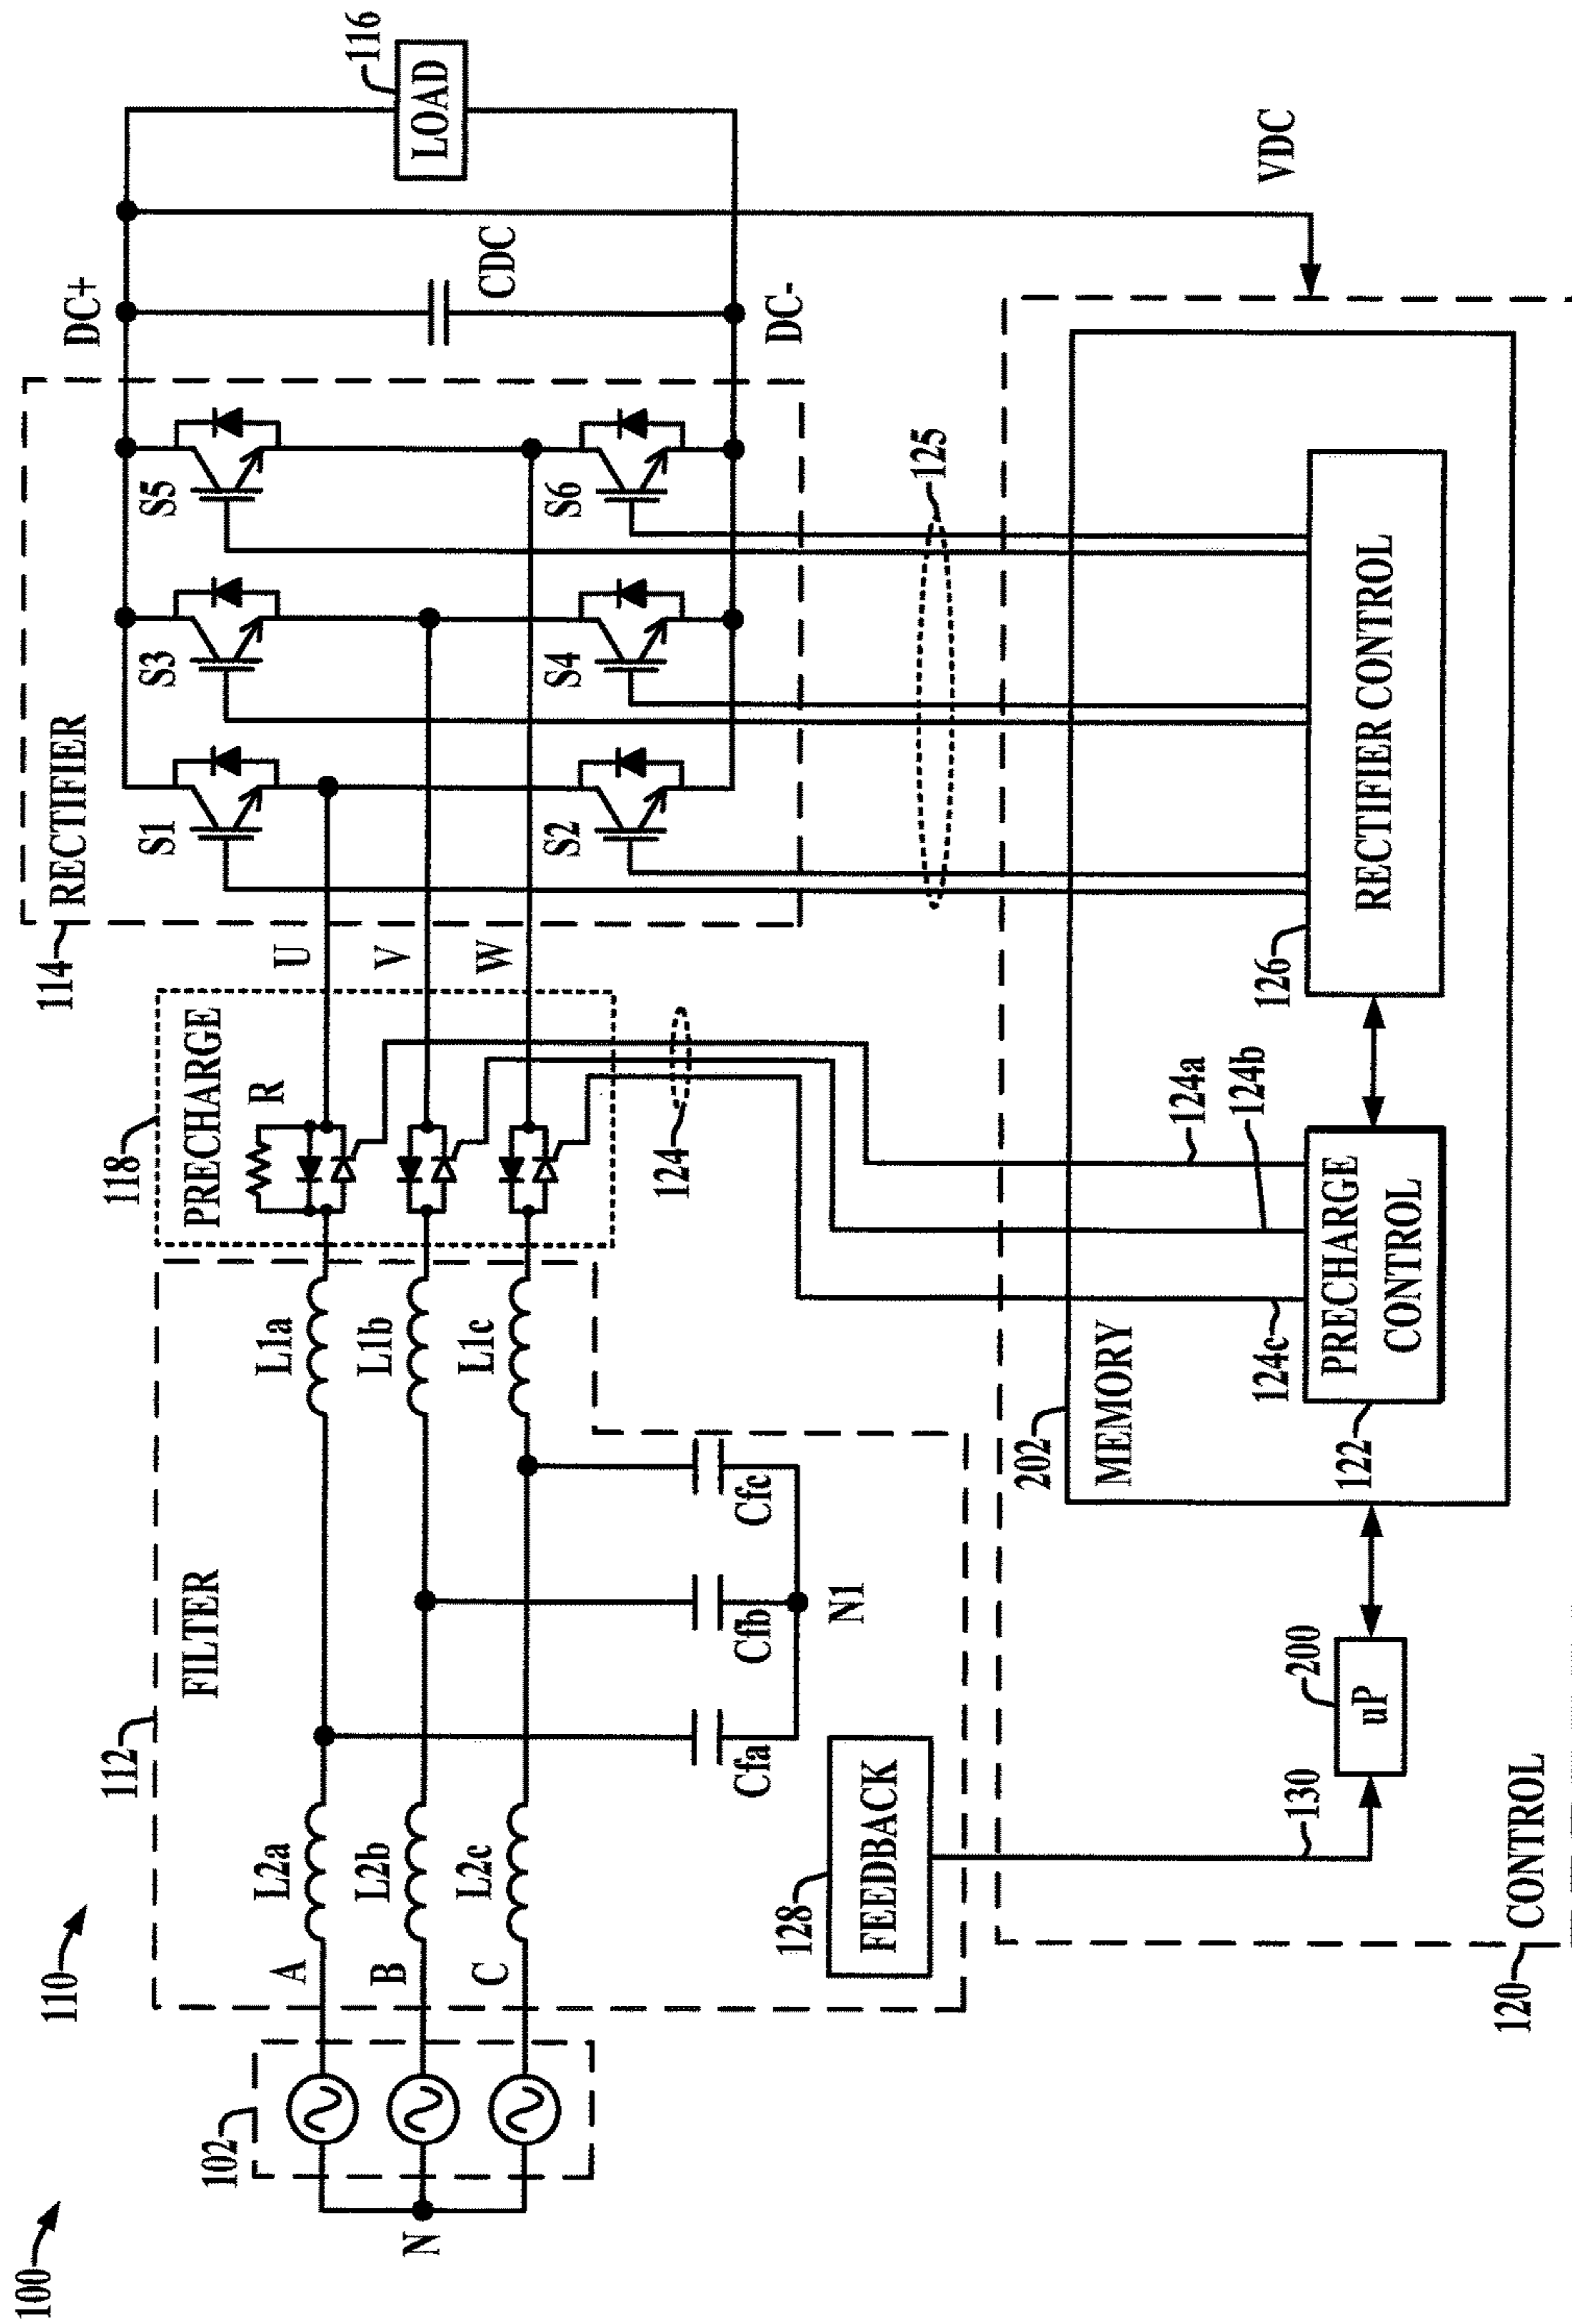 100
110
102
N
A
B
C
112
FILTER
L2a
L2b
L2c
Cfa
Cfb
Cfc
N1
L1a
L1b
L1c
128
FEEDBACK
130
118
PRECHARGE
R
124
U
V
W
114
RECTIFIER
S1
S3
S5
S2
S4
S6
125
DC+
DC-
CDC
116
LOAD
VDC
120
CONTROL
200
uP
202
MEMORY
122
PRECHARGE
CONTROL
124a
124b
124c
126
RECTIFIER CONTROL